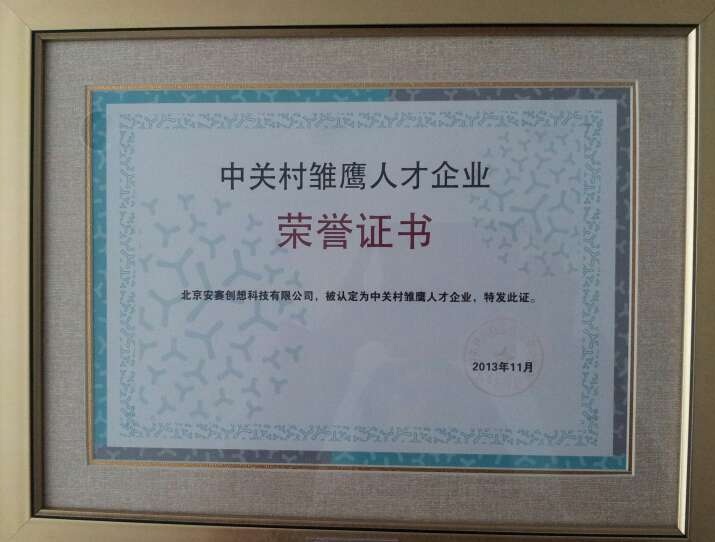 中关村雏鹰人才企业
荣誉证书
北京安赛创想科技有限公司，被认定为中关村雏鹰人才企业，特发此证。
2013年11月